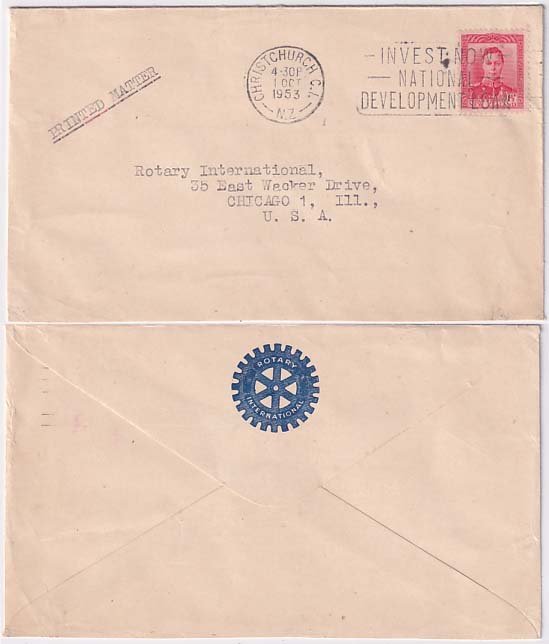 CHRISTCHURCH C.1.
4-30P
1 OCT
1953
N.Z.
INVEST NOW
NATIONAL
DEVELOPMENT LOAN
PRINTED MATTER
Rotary International,
35 East Wacker Drive,
CHICAGO 1, Ill.,
U. S. A.
ROTARY
INTERNATIONAL